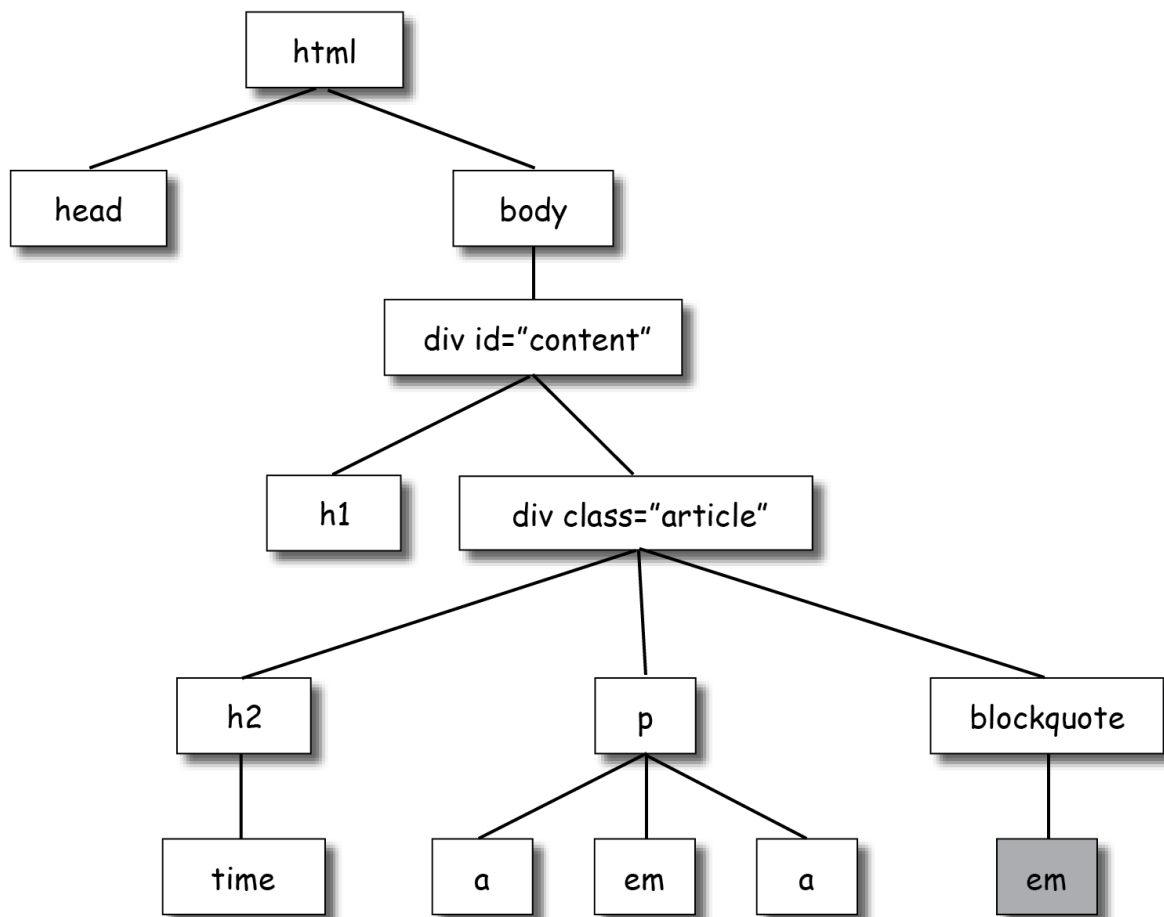 html
head
body
div id=”content”
h1
div class=”article”
h2
p
blockquote
time
a
em
a
em